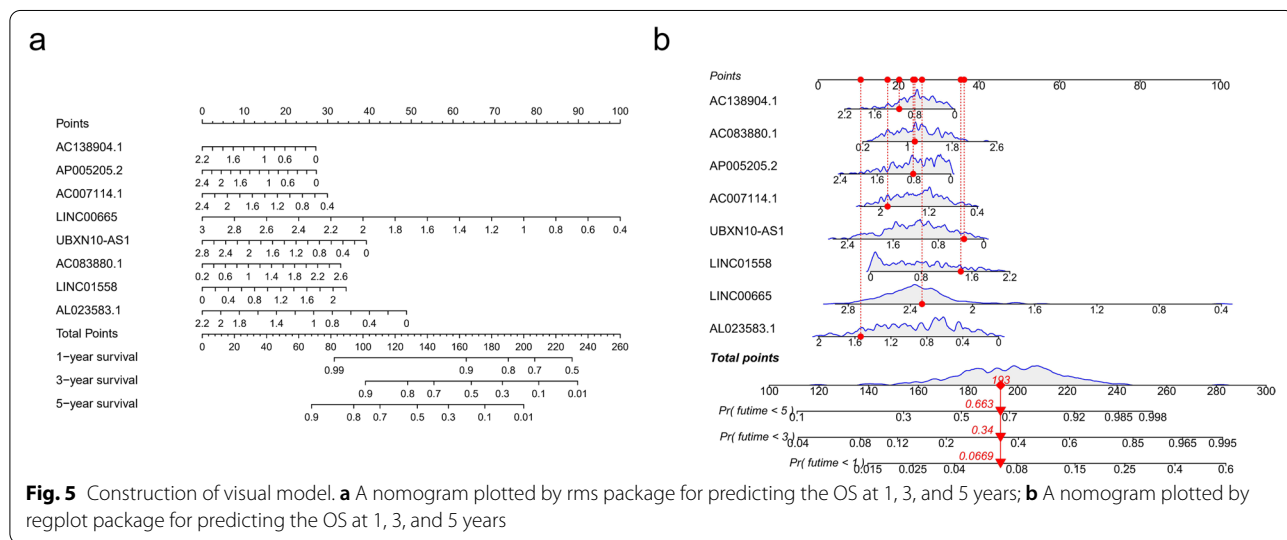 a
0 10 20 30 40 50 60 70 80 90 100
Points
AC138904.1
2.2 1.6 1 0.6 0
AP005205.2
2.4 2 1.6 1.2 1 0.6 0
AC007114.1
2.4 2 1.8 1.2 0.8 0.4
LINC00665
3 2.8 2.6 2.4 2.2 2 1.8 1.6 1.4 1.2 1 0.8 0.6 0.4
UBXN10-AS1
2.8 2.4 2 1.6 1.2 0.8 0.4 0
AC083880.1
0.2 0.6 1 1.4 1.8 2.2 2.6
LINC01558
0 0.4 0.8 1.2 1.6 2
AL023583.1
2.2 2 1.8 1.4 1 0.8 0.4 0
Total Points
0 20 40 60 80 100 120 140 160 180 200 220 240 260
1−year survival
0.99 0.9 0.8 0.7 0.5
3−year survival
0.9 0.8 0.7 0.5 0.3 0.1 0.01
5−year survival
0.9 0.8 0.7 0.5 0.3 0.1 0.01
b
Points
0 20 40 60 80 100
AC138904.1
2.2 1.6 0.8 0
AC083880.1
0.2 1 1.8 2.6
AP005205.2
2.4 1.6 0.8 0
AC007114.1
2 1.2 0.4
UBXN10-AS1
2.4 1.6 0.8 0
LINC01558
0 0.8 1.6 2.2
LINC00665
2.8 2.4 2 1.6 1.2 0.8 0.4
AL023583.1
2 1.6 1.2 0.8 0.4 0
Total points
193
100 120 140 160 180 200 220 240 260 280 300
0.663
Pr( futime < 5 )
0.1 0.3 0.5 0.7 0.92 0.985 0.998
0.34
Pr( futime < 3 )
0.04 0.08 0.12 0.2 0.4 0.6 0.85 0.965 0.995
0.0669
Pr( futime < 1 )
0.015 0.025 0.04 0.08 0.15 0.25 0.4 0.6
Fig. 5 Construction of visual model. a A nomogram plotted by rms package for predicting the OS at 1, 3, and 5 years; b A nomogram plotted by
regplot package for predicting the OS at 1, 3, and 5 years